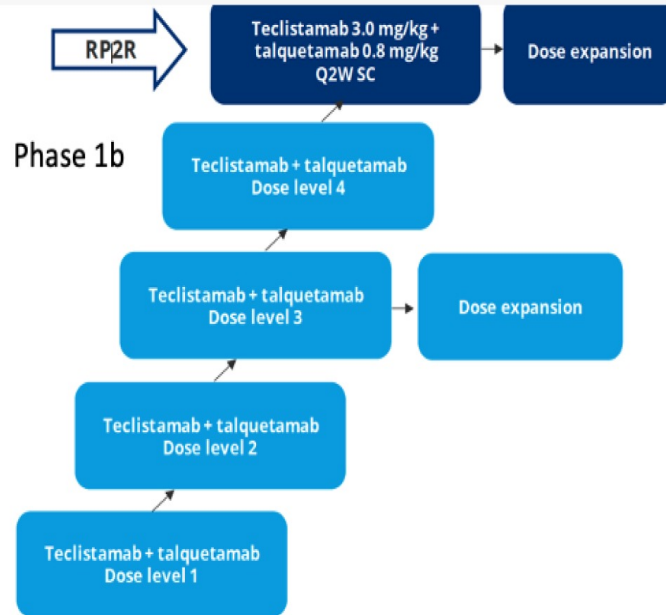 RP2R
Teclistamab 3.0 mg/kg +
talquetamab 0.8 mg/kg
Q2W SC
Dose expansion
Phase 1b
Teclistamab + talquetamab
Dose level 4
Teclistamab + talquetamab
Dose level 3
Dose expansion
Teclistamab + talquetamab
Dose level 2
Teclistamab + talquetamab
Dose level 1